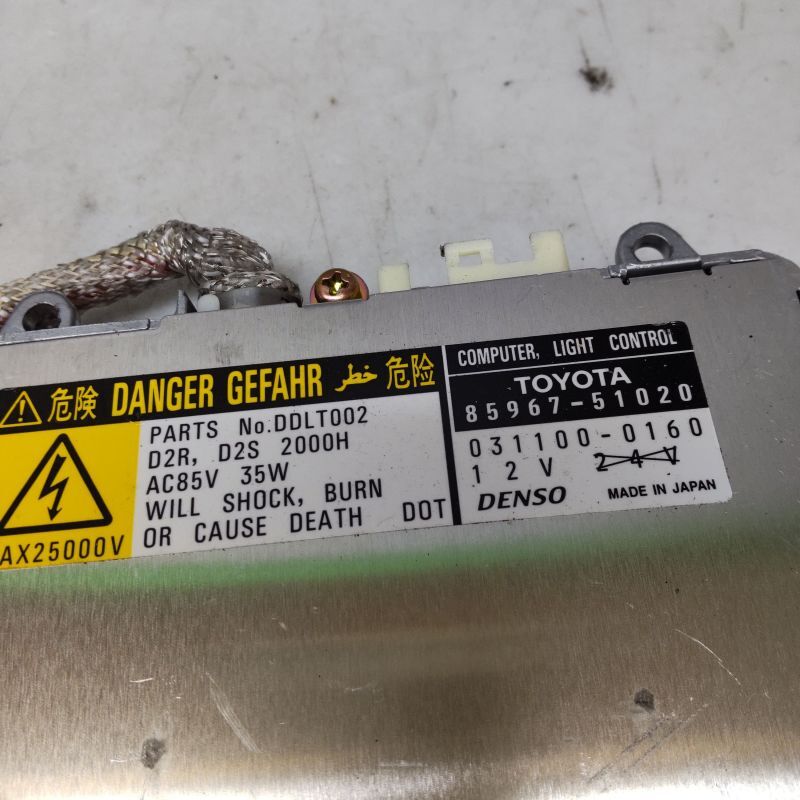 危険 DANGER GEFAHR خطر 危险
PARTS No.DDLT002
D2R, D2S 2000H
AC85V 35W
WILL SHOCK, BURN
OR CAUSE DEATH DOT
AX25000V
COMPUTER, LIGHT CONTROL
TOYOTA
85967-51020
031100-0160
12V 24V
DENSO MADE IN JAPAN